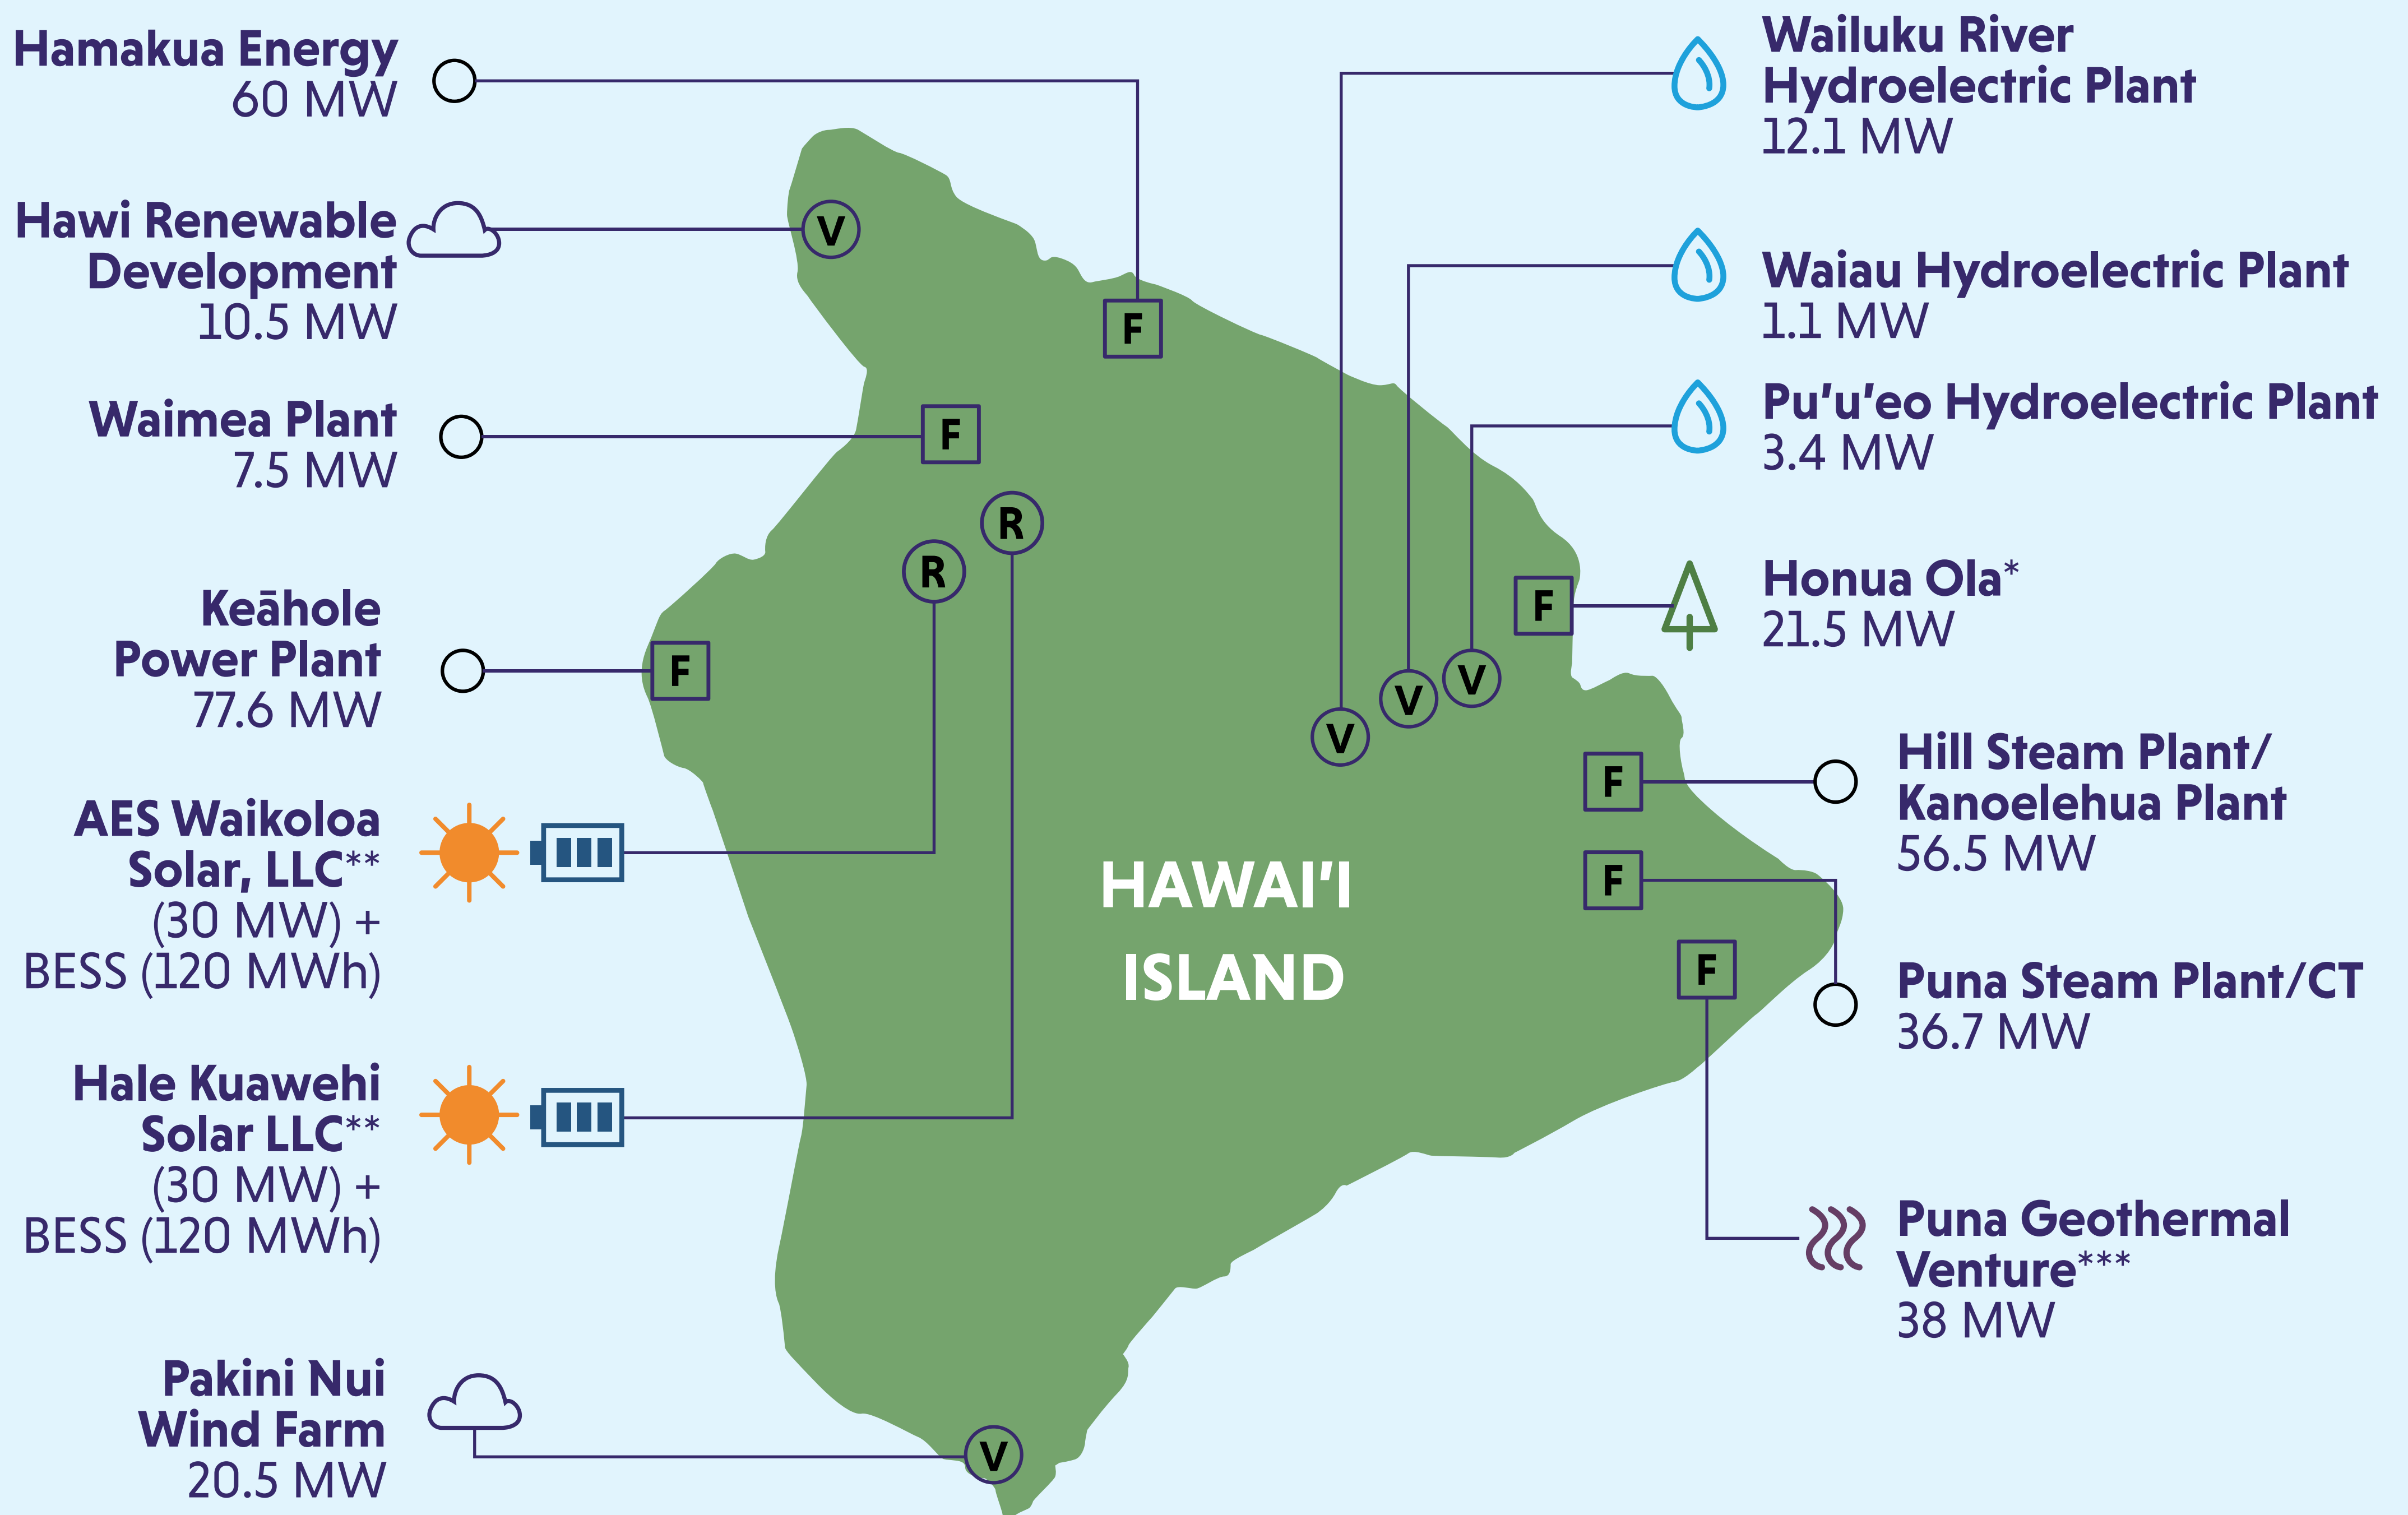 Hamakua Energy
60 MW
Hawi Renewable
Development
10.5 MW
Waimea Plant
7.5 MW
Keāhole
Power Plant
77.6 MW
AES Waikoloa
Solar, LLC**
(30 MW) +
BESS (120 MWh)
Hale Kuawehi
Solar LLC**
(30 MW) +
BESS (120 MWh)
Pakini Nui
Wind Farm
20.5 MW
V
F
F
R
R
F
F
V
V
V
F
F
F
V
HAWAI'I
ISLAND
Wailuku River
Hydroelectric Plant
12.1 MW
Waiau Hydroelectric Plant
1.1 MW
Pu'u'eo Hydroelectric Plant
3.4 MW
Honua Ola*
21.5 MW
Hill Steam Plant/
Kanoelehua Plant
56.5 MW
Puna Steam Plant/CT
36.7 MW
Puna Geothermal
Venture***
38 MW